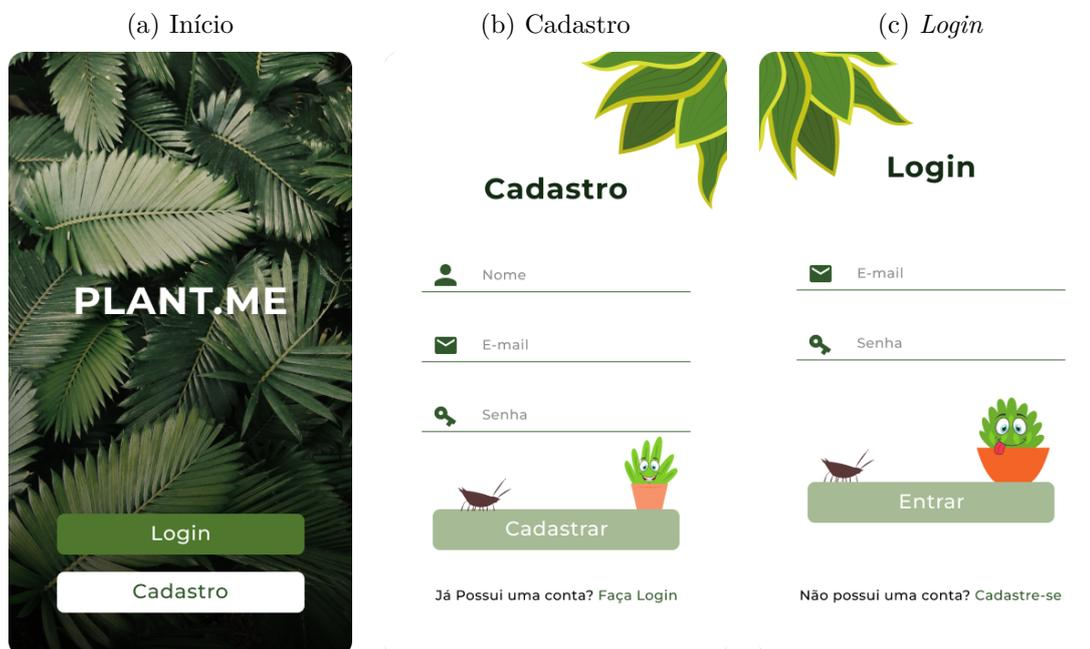 (a) Início
PLANT.ME
Login
Cadastro
(b) Cadastro
Cadastro
Nome
E-mail
Senha
Cadastrar
Já Possui uma conta? Faça Login
(c) Login
Login
E-mail
Senha
Entrar
Não possui uma conta? Cadastre-se